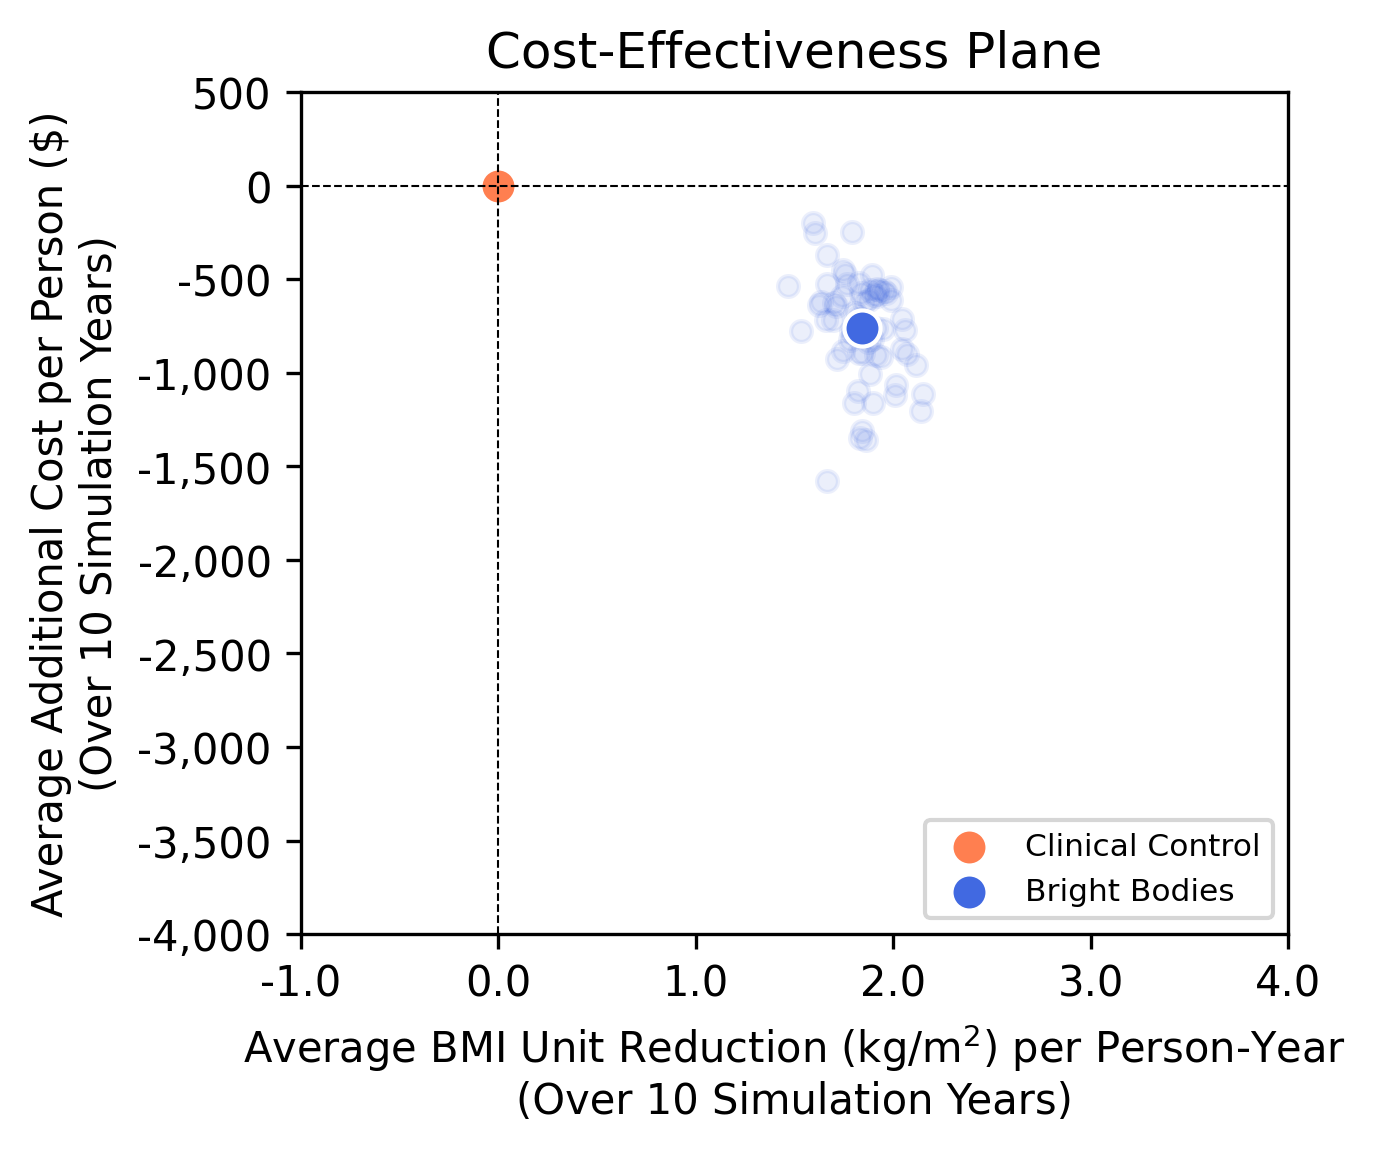 Cost-Effectiveness Plane
Average Additional Cost per Person ($)
(Over 10 Simulation Years)
500
0
-500
-1,000
-1,500
-2,000
-2,500
-3,000
-3,500
-4,000
Clinical Control
Bright Bodies
-1.0 0.0 1.0 2.0 3.0 4.0
Average BMI Unit Reduction (kg/m²) per Person-Year
(Over 10 Simulation Years)